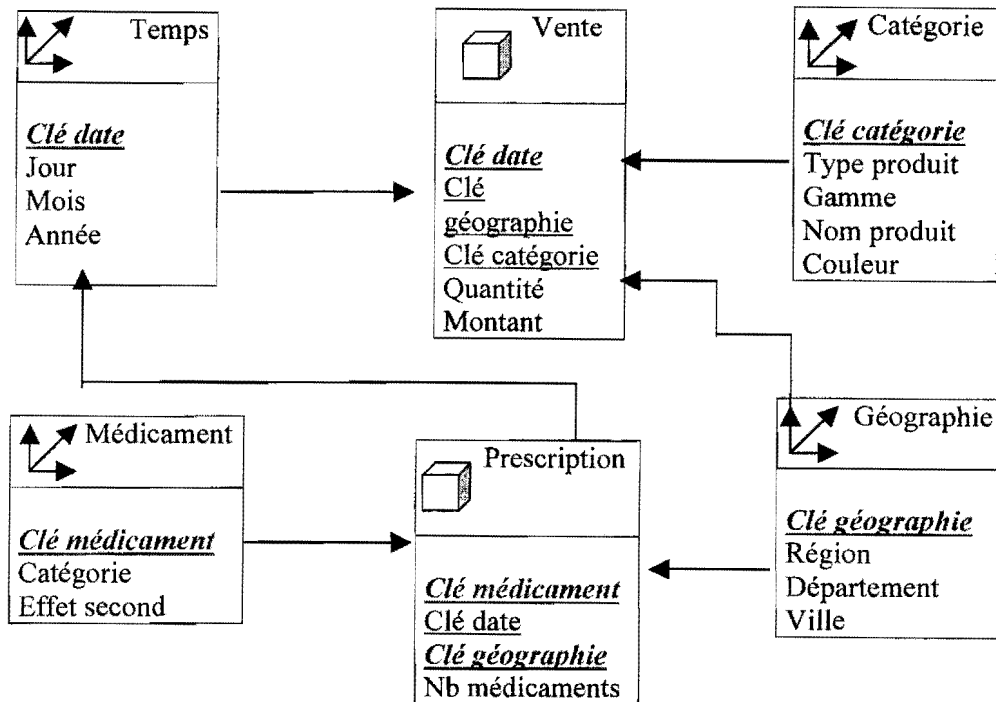 Temps
Clé date
Jour
Mois
Année
Vente
Clé date
Clé
géographie
Clé catégorie
Quantité
Montant
Catégorie
Clé catégorie
Type produit
Gamme
Nom produit
Couleur
Médicament
Clé médicament
Catégorie
Effet second
Prescription
Clé médicament
Clé date
Clé géographie
Nb médicaments
Géographie
Clé géographie
Région
Département
Ville